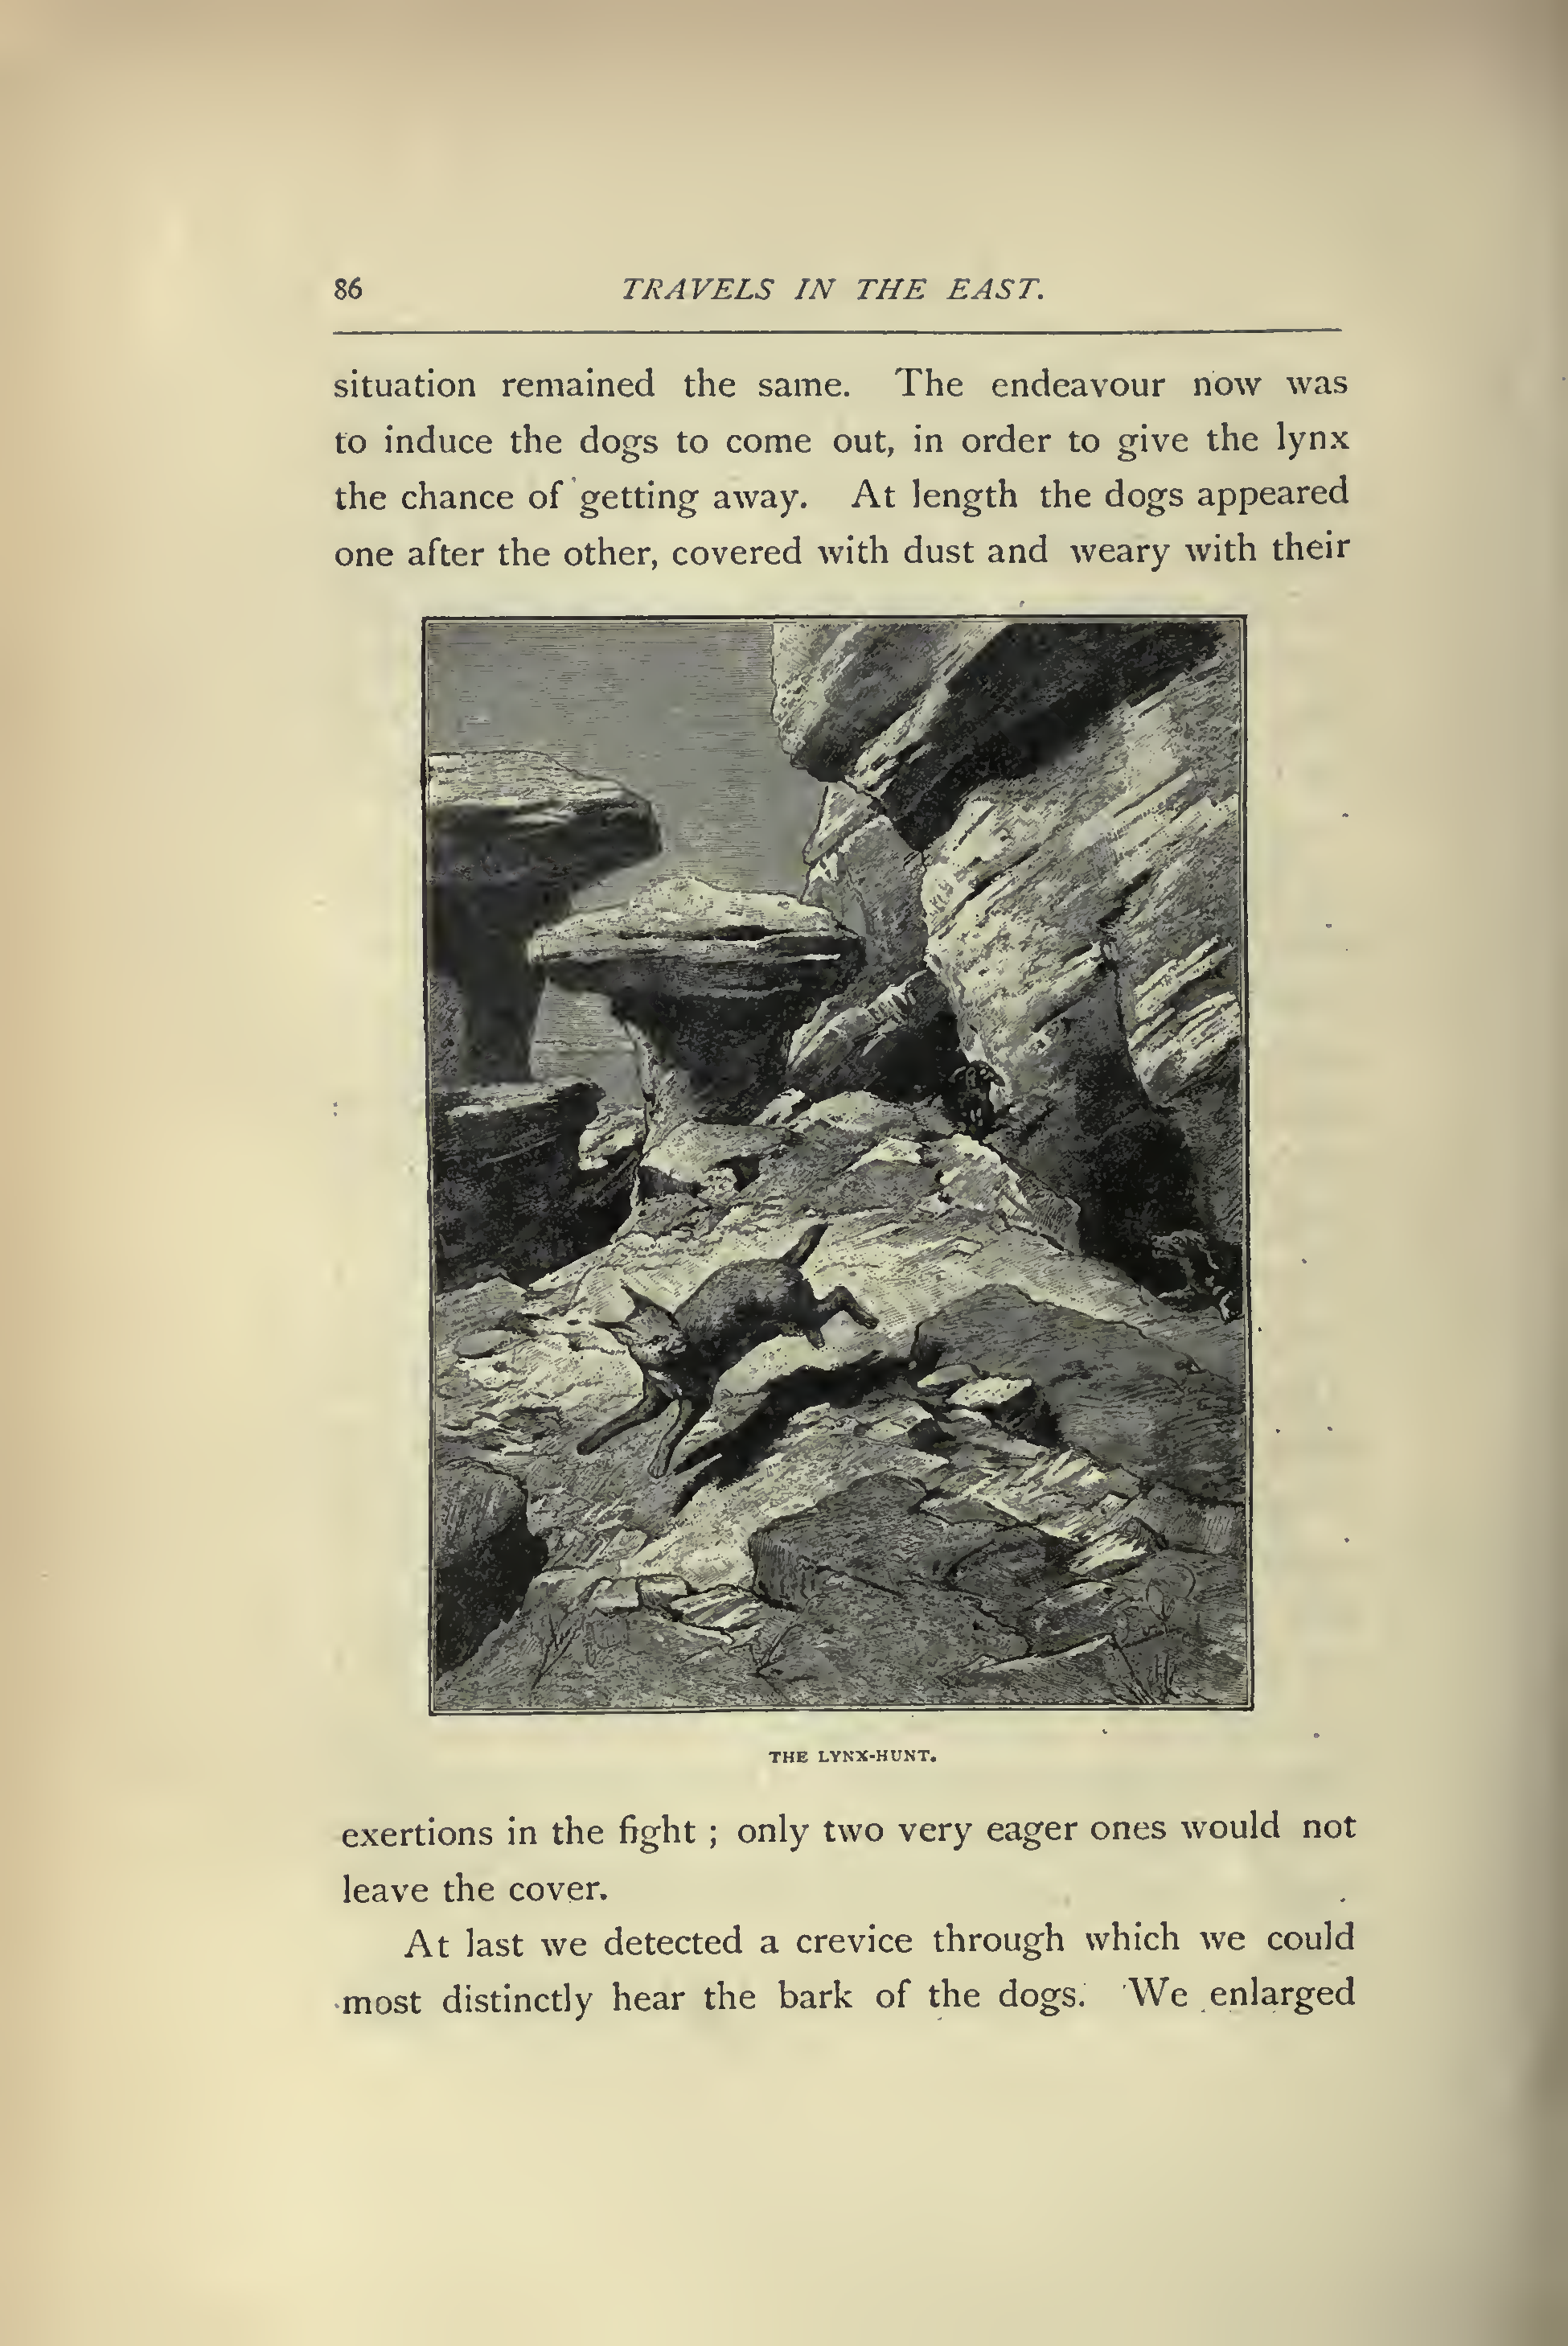 86 TRAVELS IN THE EAST.
situation remained the same. The endeavour now was
to induce the dogs to come out, in order to give the lynx
the chance of getting away. At length the dogs appeared
one after the other, covered with dust and weary with their
THE LYNX-HUNT.
exertions in the fight ; only two very eager ones would not
leave the cover.
At last we detected a crevice through which we could
most distinctly hear the bark of the dogs. We enlarged